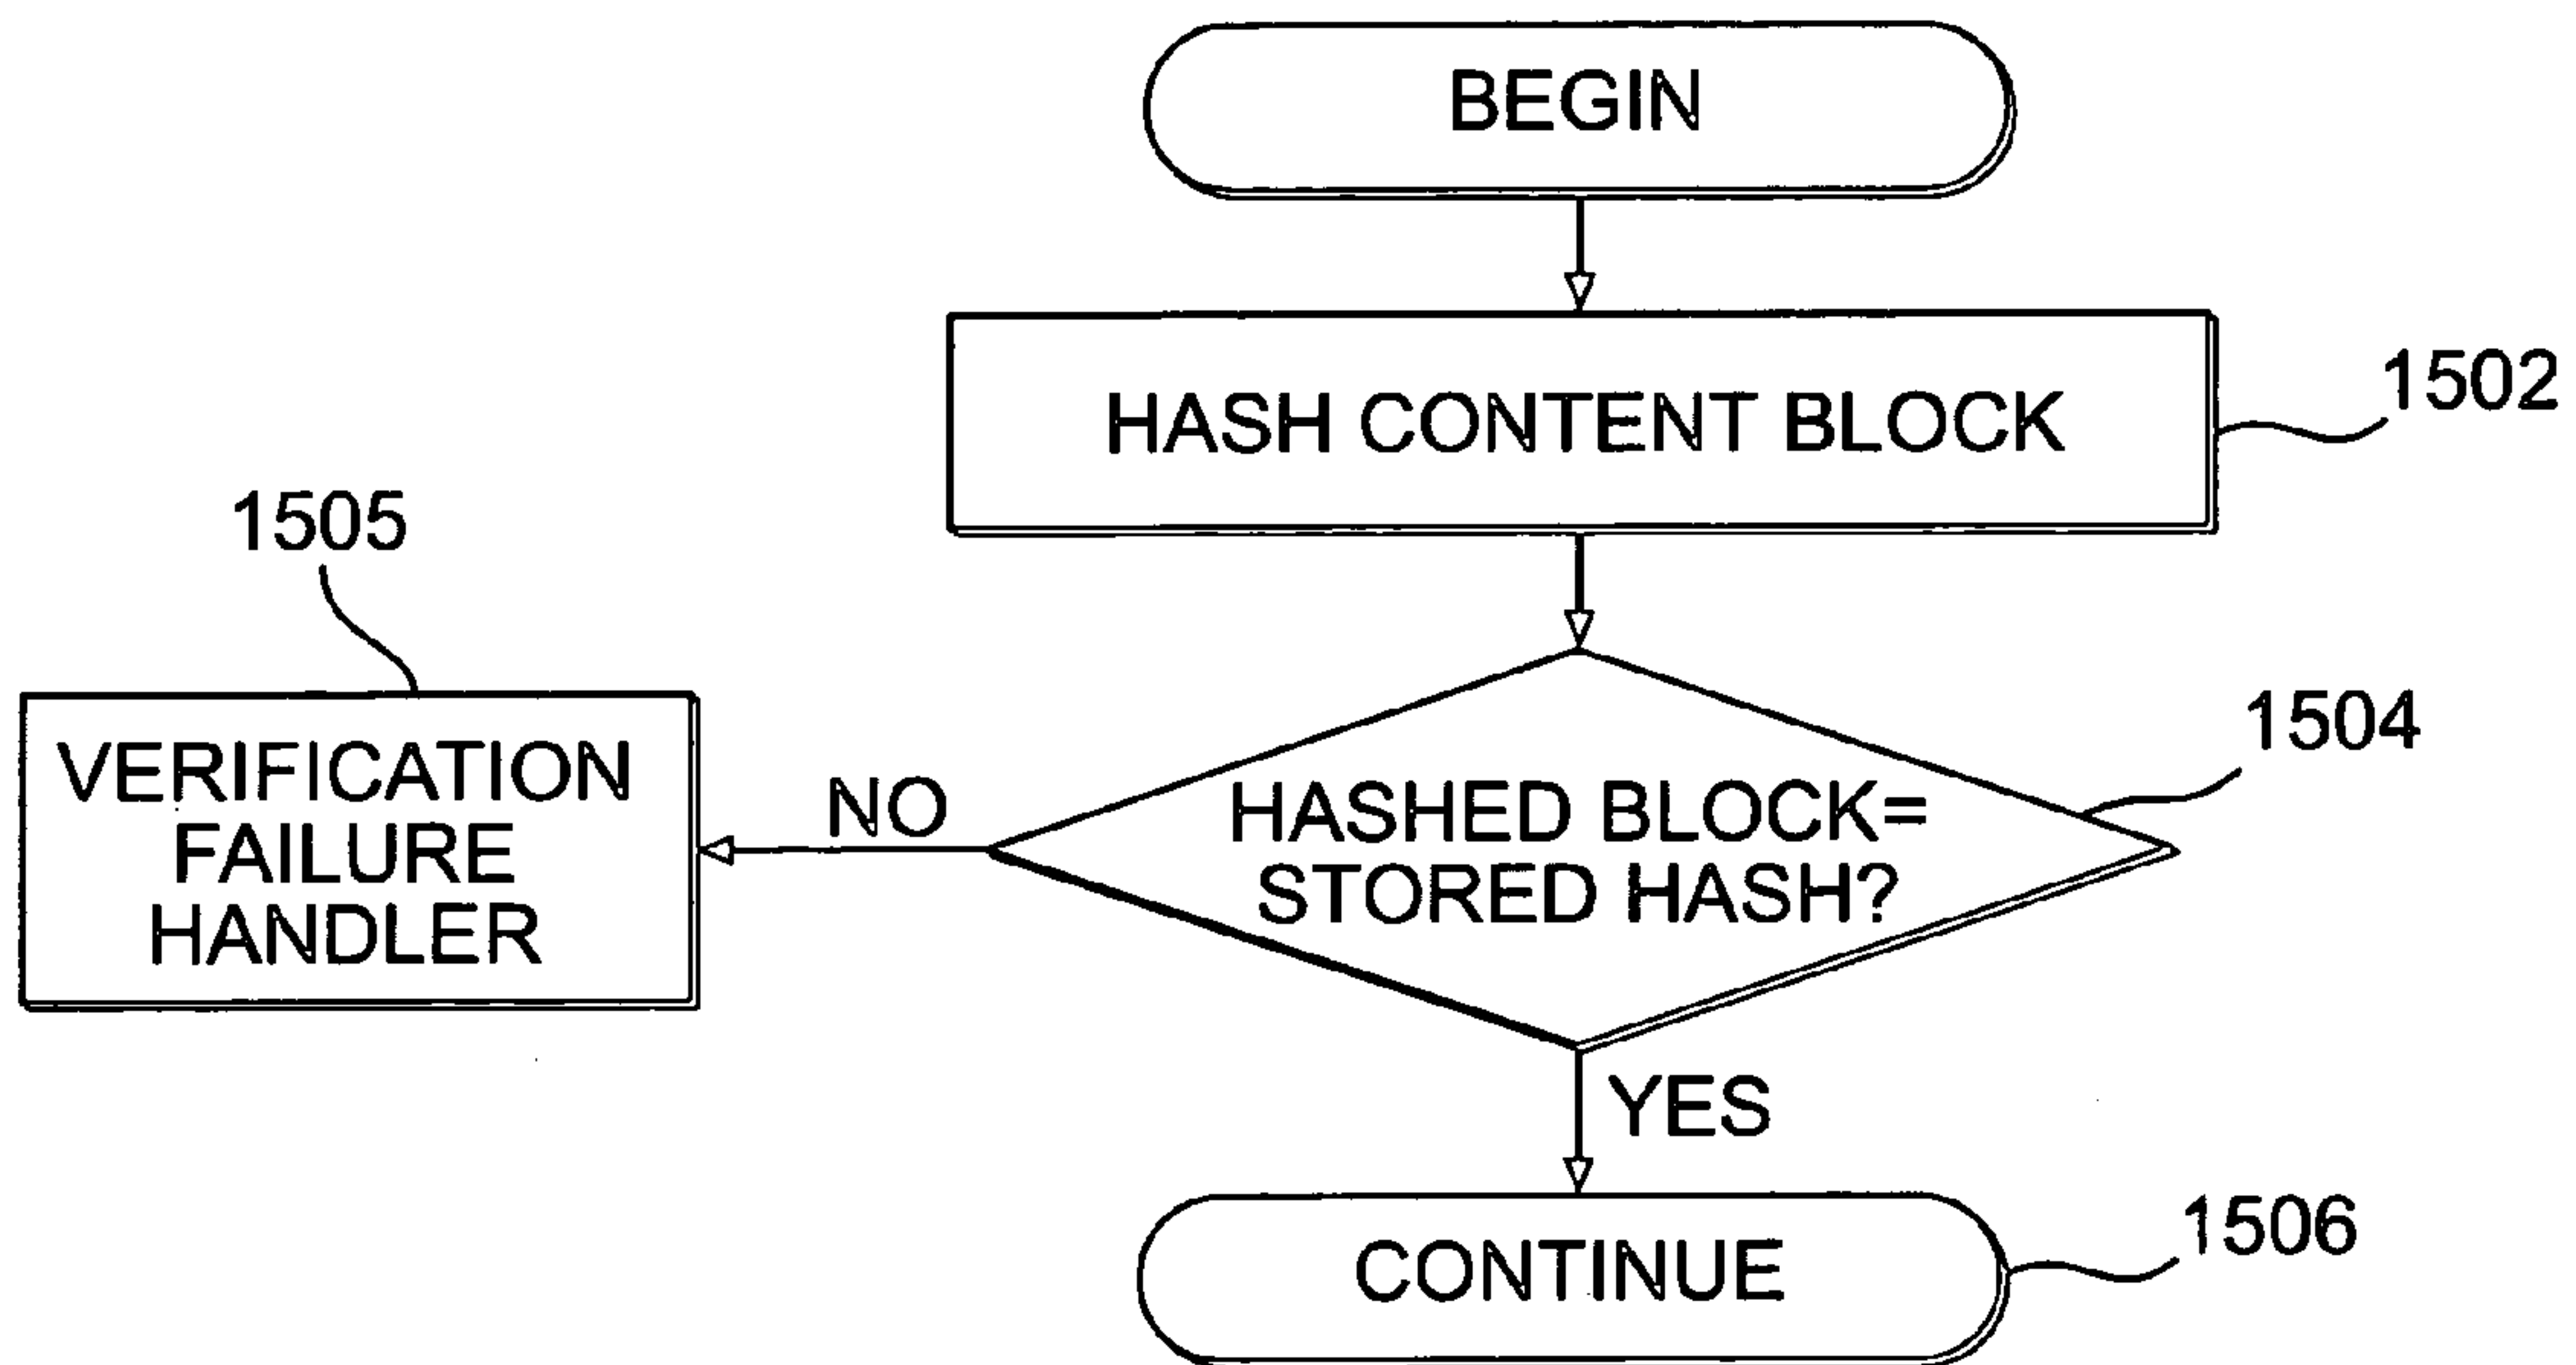 BEGIN
HASH CONTENT BLOCK
1502
1505
VERIFICATION
FAILURE
HANDLER
NO
HASHED BLOCK=
STORED HASH?
1504
YES
CONTINUE
1506